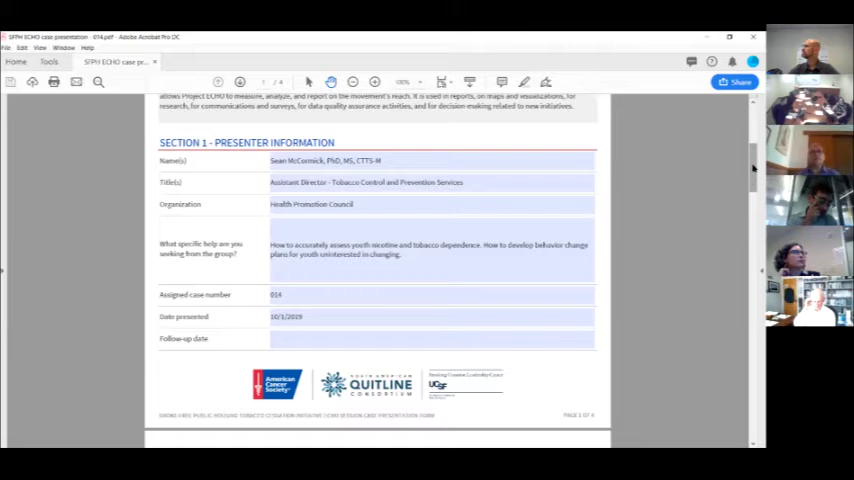 SFPH ECHO case presentation - 014.pdf - Adobe Acrobat Pro DC
File Edit View Window Help
Home Tools SFPH ECHO case pr... ×
1 / 4 100% Share
allows Project ECHO to measure, analyze, and report on the movement's reach. It is used in reports, on maps and visualizations, for
research, for communications and surveys, for data quality assurance activities, and for decision-making related to new initiatives.
SECTION 1 - PRESENTER INFORMATION
Name(s) Sean McCormick, PhD, MS, CTTS-M
Title(s) Assistant Director - Tobacco Control and Prevention Services
Organization Health Promotion Council
What specific help are you
seeking from the group?
How to accurately assess youth nicotine and tobacco dependence. How to develop behavior change
plans for youth uninterested in changing.
Assigned case number 014
Date presented 10/1/2019
Follow-up date
American
Cancer
Society
NORTH AMERICAN
QUITLINE
CONSORTIUM
Smoking Cessation Leadership Center
UCSF
SMOKE-FREE PUBLIC HOUSING TOBACCO CESSATION INITIATIVE | ECHO SESSION CASE PRESENTATION FORM PAGE 1 OF 4